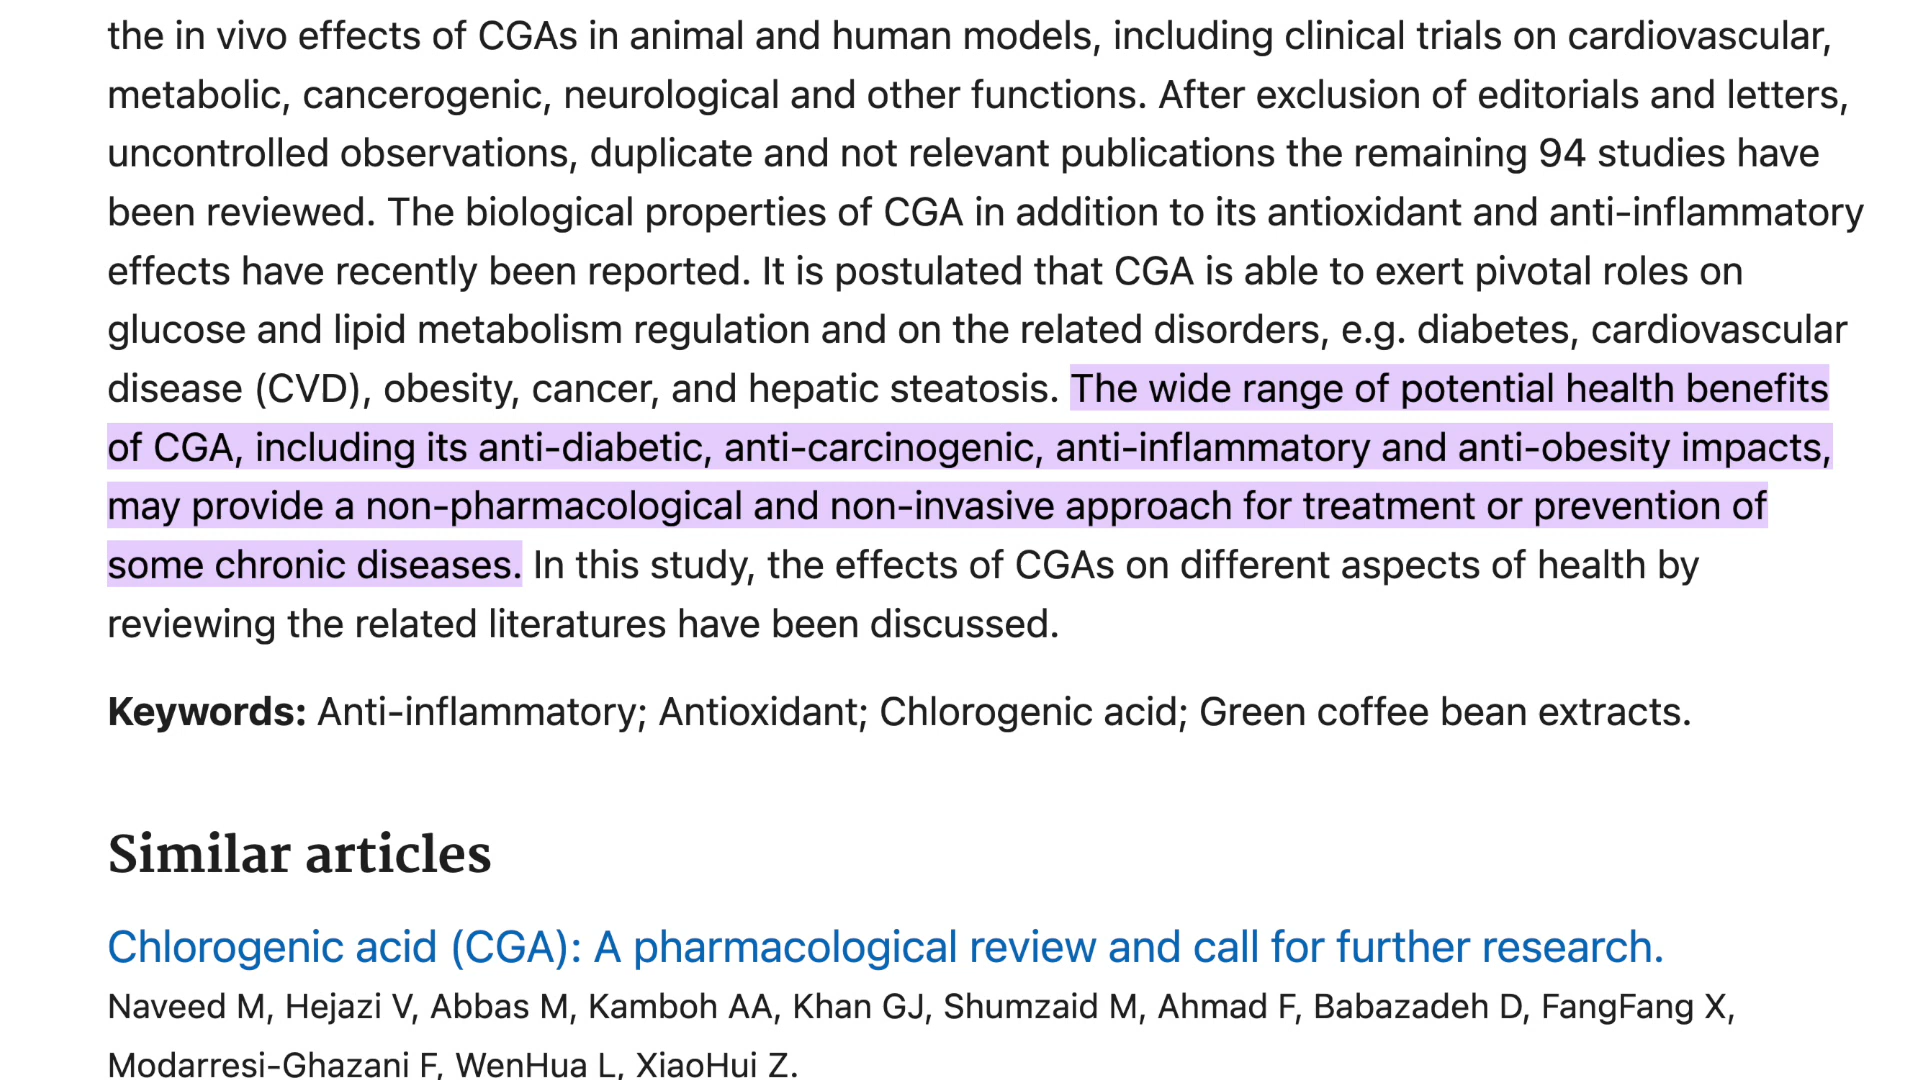 the in vivo effects of CGAs in animal and human models, including clinical trials on cardiovascular,
metabolic, cancerogenic, neurological and other functions. After exclusion of editorials and letters,
uncontrolled observations, duplicate and not relevant publications the remaining 94 studies have
been reviewed. The biological properties of CGA in addition to its antioxidant and anti-inflammatory
effects have recently been reported. It is postulated that CGA is able to exert pivotal roles on
glucose and lipid metabolism regulation and on the related disorders, e.g. diabetes, cardiovascular
disease (CVD), obesity, cancer, and hepatic steatosis. The wide range of potential health benefits
of CGA, including its anti-diabetic, anti-carcinogenic, anti-inflammatory and anti-obesity impacts,
may provide a non-pharmacological and non-invasive approach for treatment or prevention of
some chronic diseases. In this study, the effects of CGAs on different aspects of health by
reviewing the related literatures have been discussed.
Keywords: Anti-inflammatory; Antioxidant; Chlorogenic acid; Green coffee bean extracts.
Similar articles
Chlorogenic acid (CGA): A pharmacological review and call for further research.
Naveed M, Hejazi V, Abbas M, Kamboh AA, Khan GJ, Shumzaid M, Ahmad F, Babazadeh D, FangFang X,
Modarresi-Ghazani F, WenHua L, XiaoHui Z.